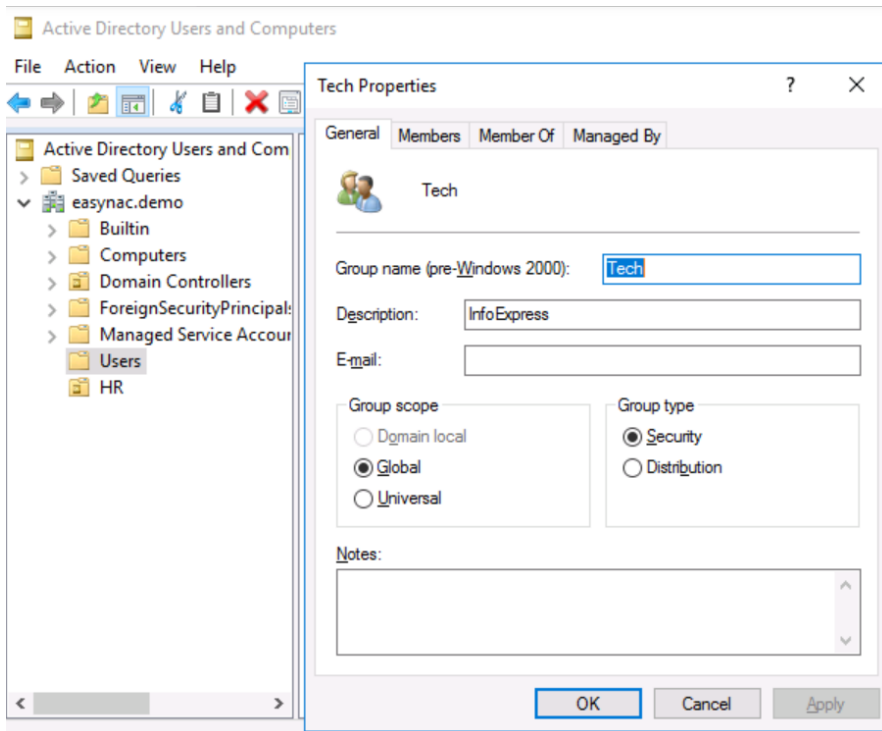 Active Directory Users and Computers
File Action View Help
Active Directory Users and Com
Saved Queries
easynac.demo
Builtin
Computers
Domain Controllers
ForeignSecurityPrincipals
Managed Service Accour
Users
HR
Tech Properties
?
General Members Member Of Managed By
Tech
Group name (pre-Windows 2000): Tech
Description: InfoExpress
E-mail:
Group scope
Domain local
Global
Universal
Group type
Security
Distribution
Notes:
OK Cancel Apply